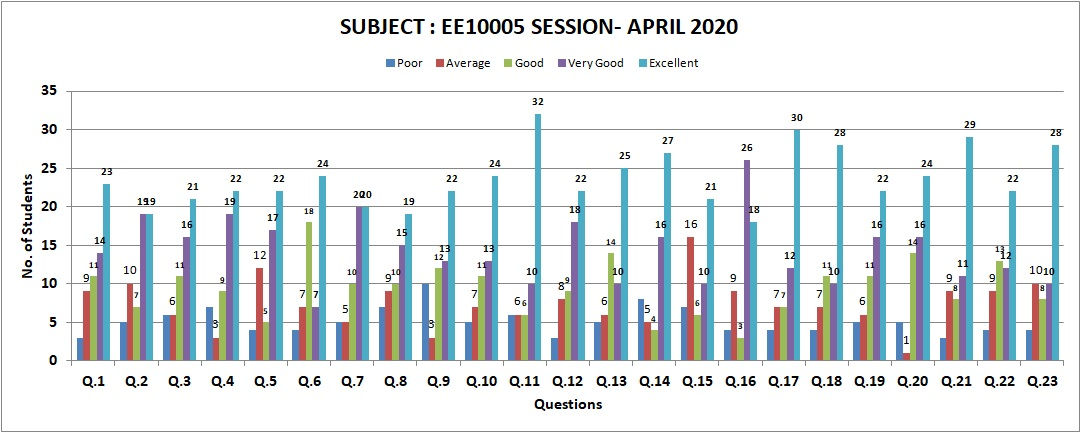 SUBJECT : EE10005 SESSION- APRIL 2020
Poor Average Good Very Good Excellent
No. of Students
35
30
25
20
15
10
5
0
9 11 14 23
10 7 19 19
6 11 16 21
3 9 19 22
12 5 17 22
7 18 7 24
5 10 20 20
9 10 15 19
3 12 13 22
7 11 13 24
6 6 10 32
8 9 18 22
6 14 10 25
5 4 16 27
16 6 10 21
9 3 26 18
7 7 12 30
7 11 10 28
6 11 16 22
1 14 16 24
9 8 11 29
9 13 12 22
10 8 10 28
Q.1 Q.2 Q.3 Q.4 Q.5 Q.6 Q.7 Q.8 Q.9 Q.10 Q.11 Q.12 Q.13 Q.14 Q.15 Q.16 Q.17 Q.18 Q.19 Q.20 Q.21 Q.22 Q.23
Questions